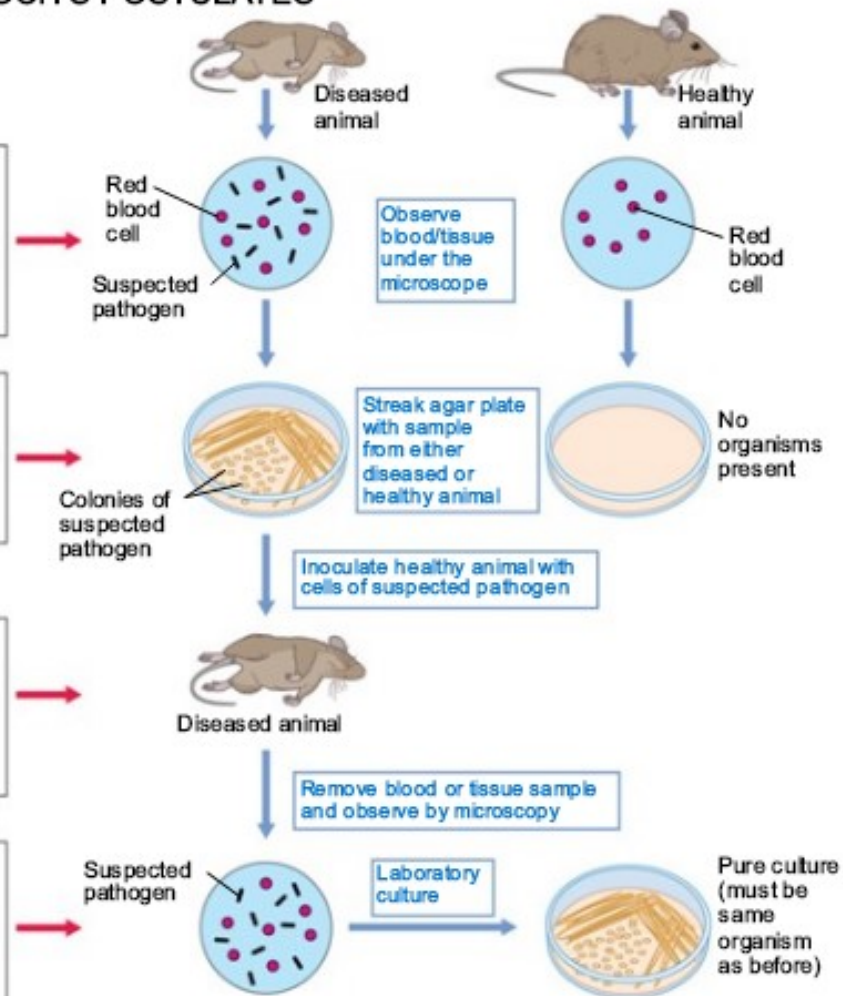 Diseased
animal
Healthy
animal
Red
blood
cell
Suspected
pathogen
Observe
blood/tissue
under the
microscope
Red
blood
cell
Colonies of
suspected
pathogen
Streak agar plate
with sample
from either
diseased or
healthy animal
No
organisms
present
Inoculate healthy animal with
cells of suspected pathogen
Diseased animal
Remove blood or tissue sample
and observe by microscopy
Suspected
pathogen
Laboratory
culture
Pure culture
(must be
same
organism
as before)